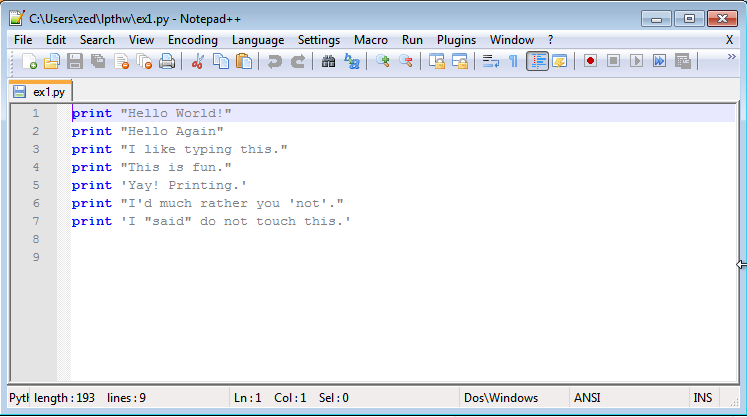 C:\Users\zed\lpthw\ex1.py - Notepad++
File Edit Search View Encoding Language Settings Macro Run Plugins Window ? X
ex1.py
1 print "Hello World!"
2 print "Hello Again"
3 print "I like typing this."
4 print "This is fun."
5 print 'Yay! Printing.'
6 print "I'd much rather you 'not'."
7 print 'I "said" do not touch this.'
8
9
Pyth length : 193 lines : 9 Ln : 1 Col : 1 Sel : 0 Dos\Windows ANSI INS